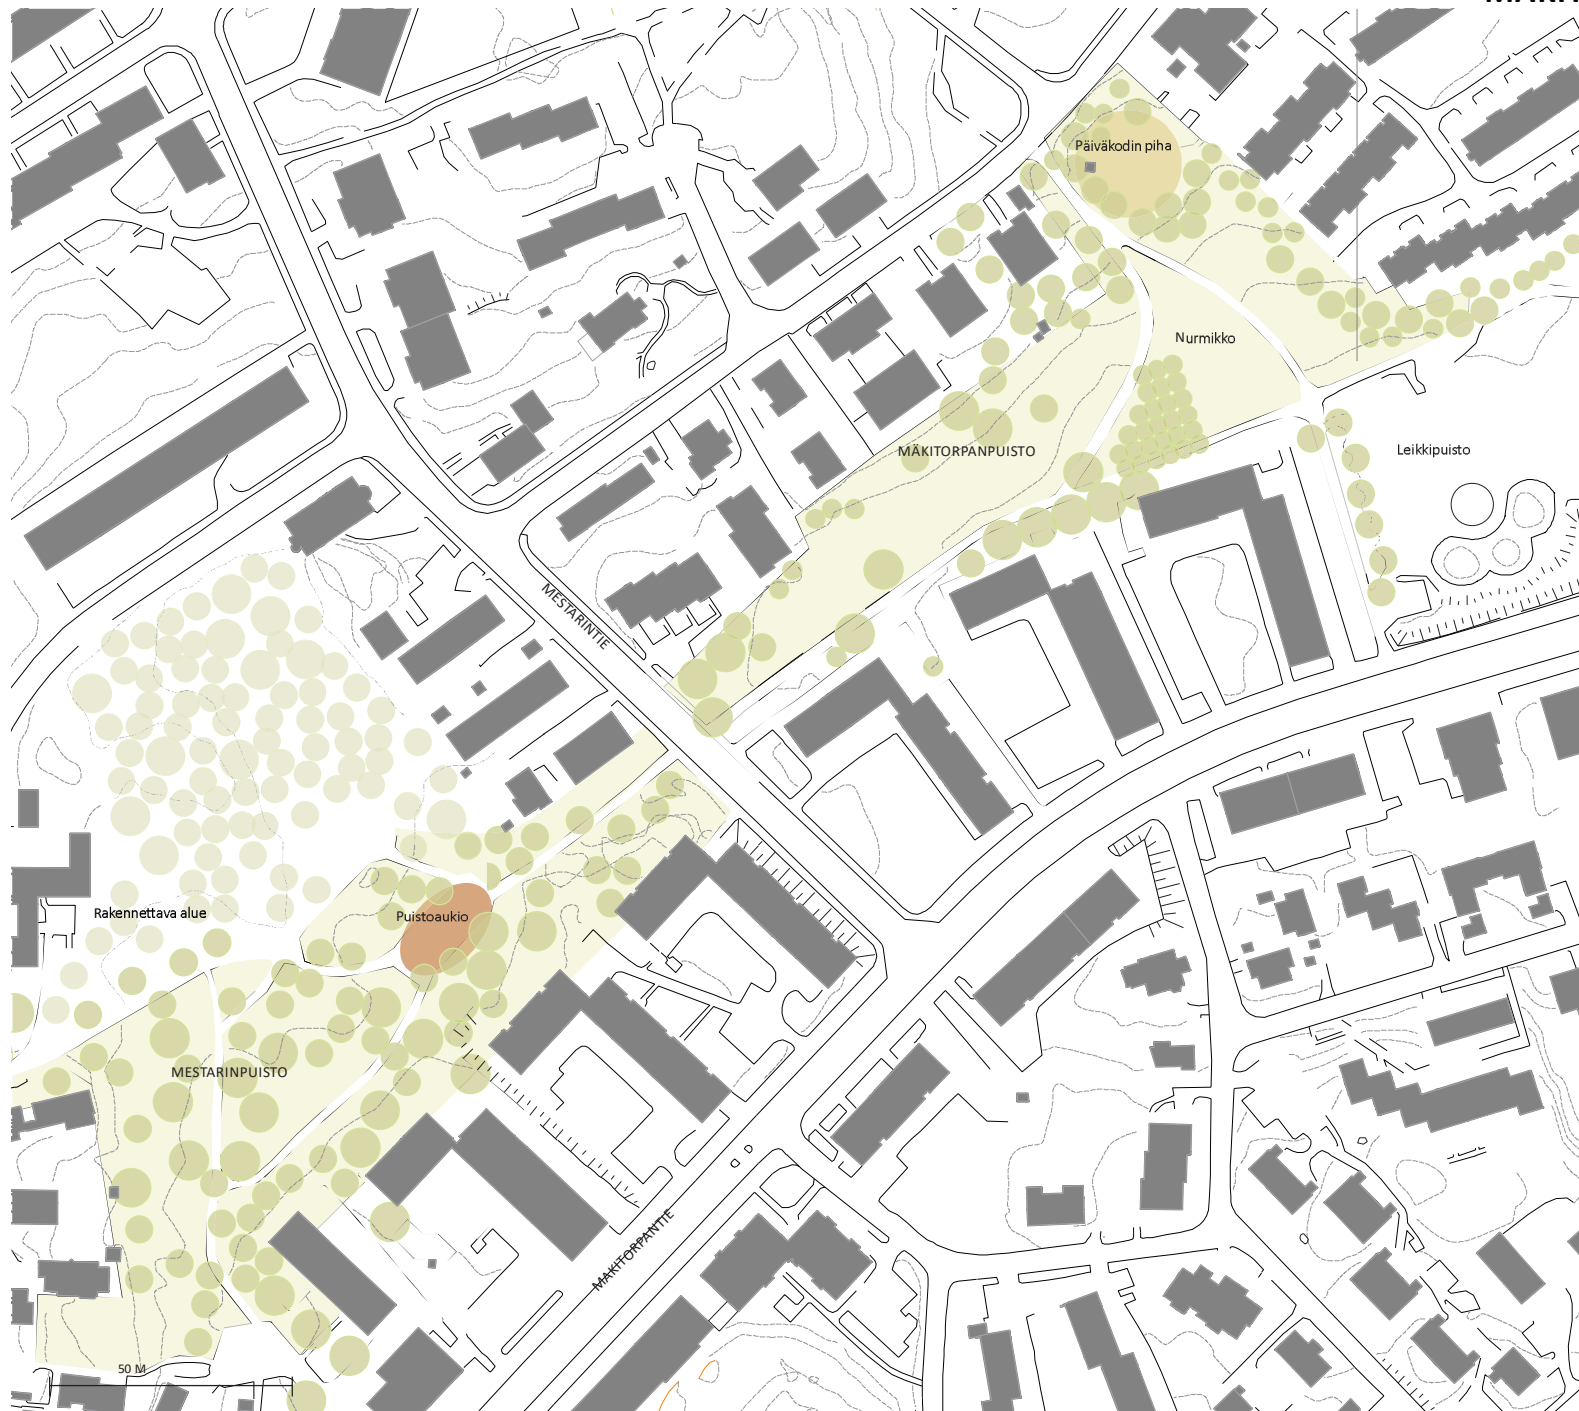 Päiväkodin piha
Nurmikko
MÄKITORPANPUISTO
Leikkipuisto
MESTARINTIE
Rakennettava alue
Puistoaukio
MESTARINPUISTO
MÄKITORPANTIE
50 M